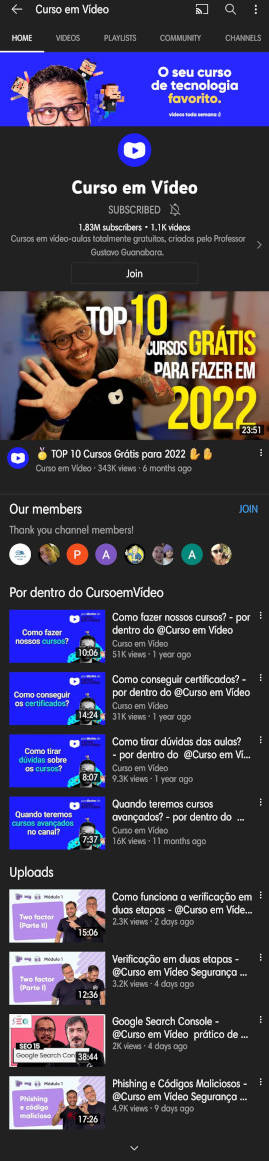 Curso em Vídeo
HOME VIDEOS PLAYLISTS COMMUNITY CHANNELS
O seu curso
de tecnologia
favorito.
vídeos toda semana :)
Curso em Vídeo
SUBSCRIBED
1.83M subscribers • 1.1K videos
Cursos em vídeo-aulas totalmente gratuitos, criados pelo Professor
Gustavo Guanabara.
Join
TOP 10
CURSOS GRÁTIS
PARA FAZER EM
2022
23:51
TOP 10 Cursos Grátis para 2022
Curso em Vídeo · 343K views · 6 months ago
Our members
JOIN
Thank you channel members!
P
A
A
Por dentro do CursoemVídeo
Como fazer
nossos cursos?
10:06
Como fazer nossos cursos? - por
dentro do @Curso em Vídeo
Curso em Vídeo
51K views · 1 year ago
Como conseguir
os certificados?
14:24
Como conseguir certificados? -
por dentro do @Curso em Vídeo
Curso em Vídeo
31K views · 1 year ago
Como tirar
dúvidas sobre
os cursos?
8:07
Como tirar dúvidas das aulas?
- por dentro do @Curso em Ví...
Curso em Vídeo
9.3K views · 1 year ago
Quando teremos
cursos avançados
no canal?
7:37
Quando teremos cursos
avançados? - por dentro do ...
Curso em Vídeo
16K views · 11 months ago
Uploads
Módulo 1
Two factor
(Parte II)
15:06
Como funciona a verificação em
duas etapas - @Curso em Víde...
2.3K views · 2 days ago
Módulo 1
Two factor
(Parte I)
12:36
Verificação em duas etapas -
@Curso em Vídeo Segurança ...
3.2K views · 4 days ago
SEO
SEO 15
Google Search Con
38:44
Google Search Console -
@Curso em Vídeo prático de ...
2K views · 4 days ago
Módulo 1
Phishing
e código
malicioso
17:26
Phishing e Códigos Maliciosos -
@Curso em Vídeo Segurança ...
4.9K views · 9 days ago